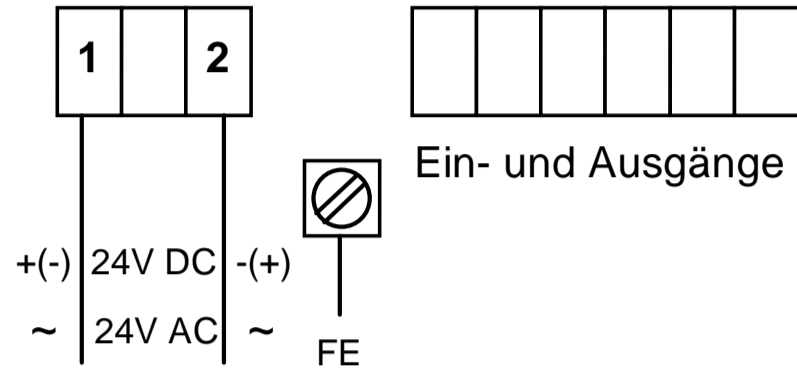 1 2
Ein- und Ausgänge
+(-) 24V DC -(+)
~ 24V AC ~
FE